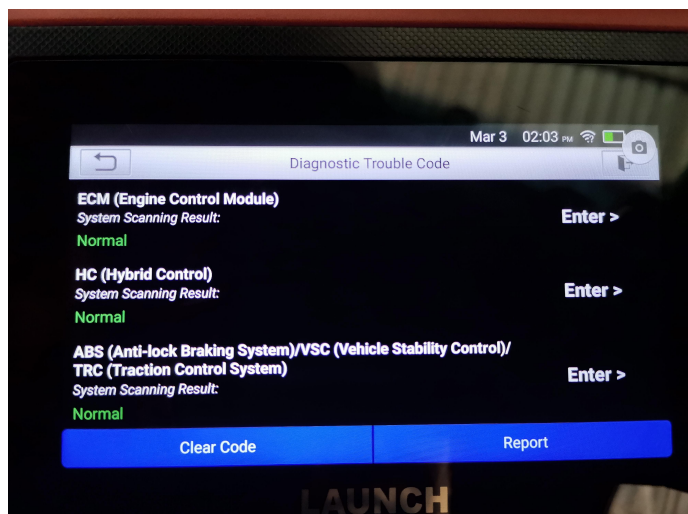 Mar 3 02:03 PM
Diagnostic Trouble Code
ECM (Engine Control Module)
System Scanning Result:
Enter >
Normal
HC (Hybrid Control)
System Scanning Result:
Enter >
Normal
ABS (Anti-lock Braking System)/VSC (Vehicle Stability Control)/
TRC (Traction Control System)
System Scanning Result:
Enter >
Normal
Clear Code
Report
LAUNCH